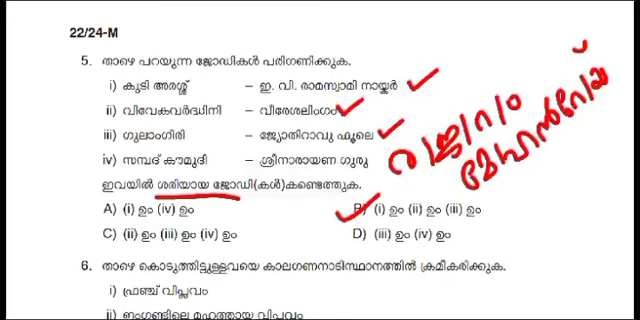 22/24-M
5. താഴെ പറയുന്ന ജോഡികൾ പരിഗണിക്കുക.
i) കുടി അരശ്ശ് – ഇ. വി. രാമസ്വാമി നായ്ക്കർ
ii) വിവേകവർദ്ധിനി – വീരേശലിംഗം
iii) ഗുലാംഗിരി – ജ്യോതിറാവു ഫൂലെ
iv) സമ്പദ് കൗമുദി – ശ്രീനാരായണ ഗുരു
രാജാറാം
മോഹൻറോയ്
ഇവയിൽ ശരിയായ ജോഡി(കൾ)കണ്ടെത്തുക.
A) (i) ഉം (iv) ഉം B) (i) ഉം (ii) ഉം (iii) ഉം
C) (ii) ഉം (iii) ഉം (iv) ഉം D) (iii) ഉം (iv) ഉം
6. താഴെ കൊടുത്തിട്ടുള്ളവയെ കാലഗണനാടിസ്ഥാനത്തിൽ ക്രമീകരിക്കുക.
i) ഫ്രഞ്ച് വിപ്ലവം
ii) ഇംഗ്ലണ്ടിലെ മഹത്തായ വിപ്ലവം